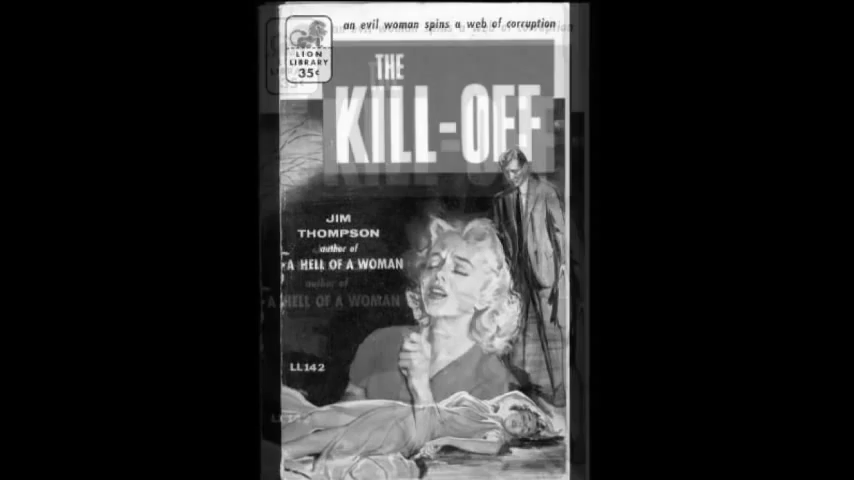 an evil woman spins a web of corruption
LION
LIBRARY
35¢
THE
KILL-OFF
JIM
THOMPSON
author of
A HELL OF A WOMAN
author of
A HELL OF A WOMAN
LL142
LL142